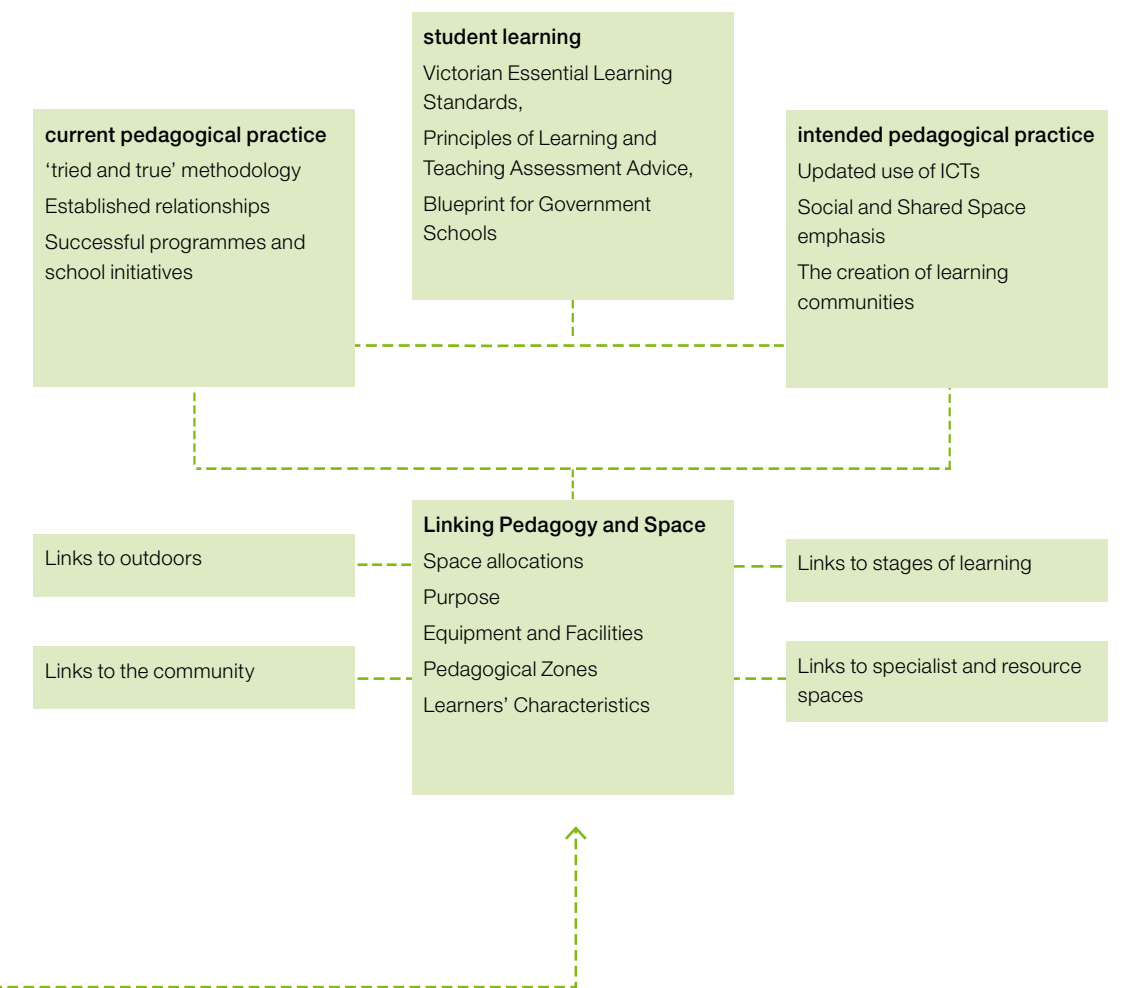 student learning
Victorian Essential Learning
Standards,
Principles of Learning and
Teaching Assessment Advice,
Blueprint for Government
Schools
current pedagogical practice
‘tried and true’ methodology
Established relationships
Successful programmes and
school initiatives
intended pedagogical practice
Updated use of ICTs
Social and Shared Space
emphasis
The creation of learning
communities
Linking Pedagogy and Space
Space allocations
Purpose
Equipment and Facilities
Pedagogical Zones
Learners’ Characteristics
Links to outdoors
Links to the community
Links to stages of learning
Links to specialist and resource
spaces